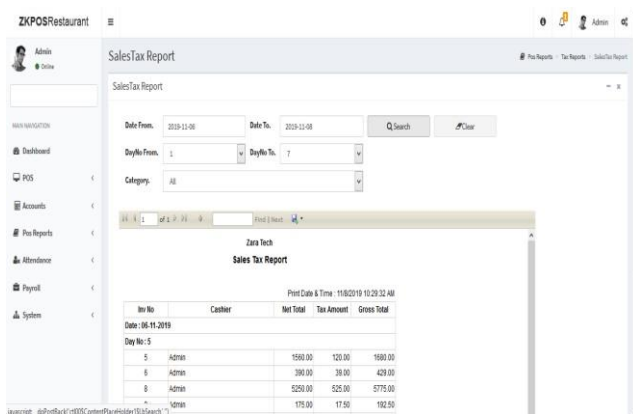 ZKPOSRestaurant
Admin
Admin
Online
SalesTax Report
Pos Reports Tax Reports SalesTax Report
SalesTax Report
MAIN NAVIGATION
Dashboard
POS
Accounts
Pos Reports
Attendance
Payroll
System
Date From. 2019-11-06 Date To. 2019-11-08 Search Clear
DayNo From. 1 DayNo To. 7
Category. All
1 of 1 Find | Next
Zara Tech
Sales Tax Report
Print Date & Time : 11/8/2019 10:29:32 AM
Inv No Cashier Net Total Tax Amount Gross Total
Date : 06-11-2019
Day No : 5
5 Admin 1560.00 120.00 1680.00
6 Admin 390.00 39.00 429.00
8 Admin 5250.00 525.00 5775.00
Admin 175.00 17.50 192.50